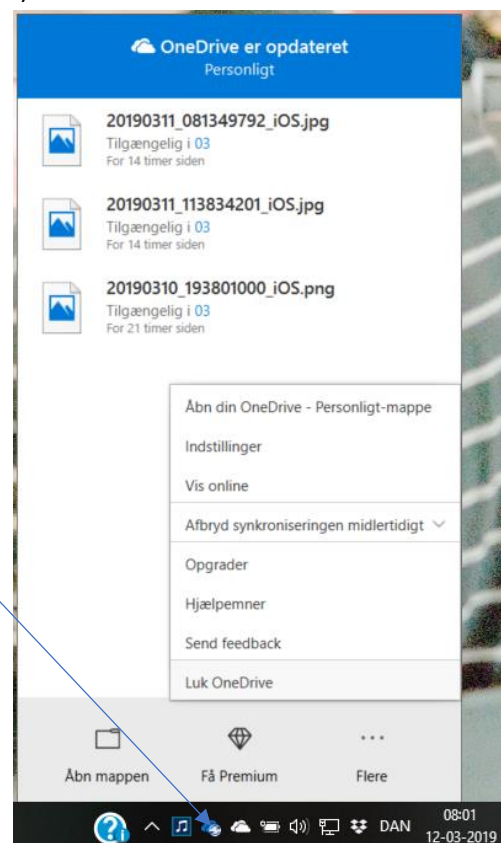 OneDrive er opdateret
Personligt
20190311_081349792_iOS.jpg
Tilgængelig i 03
For 14 timer siden
20190311_113834201_iOS.jpg
Tilgængelig i 03
For 14 timer siden
20190310_193801000_iOS.png
Tilgængelig i 03
For 21 timer siden
Åbn din OneDrive - Personligt-mappe
Indstillinger
Vis online
Afbryd synkroniseringen midlertidigt
Opgrader
Hjælpemner
Send feedback
Luk OneDrive
Åbn mappen Få Premium Flere
DAN 08:01
12-03-2019